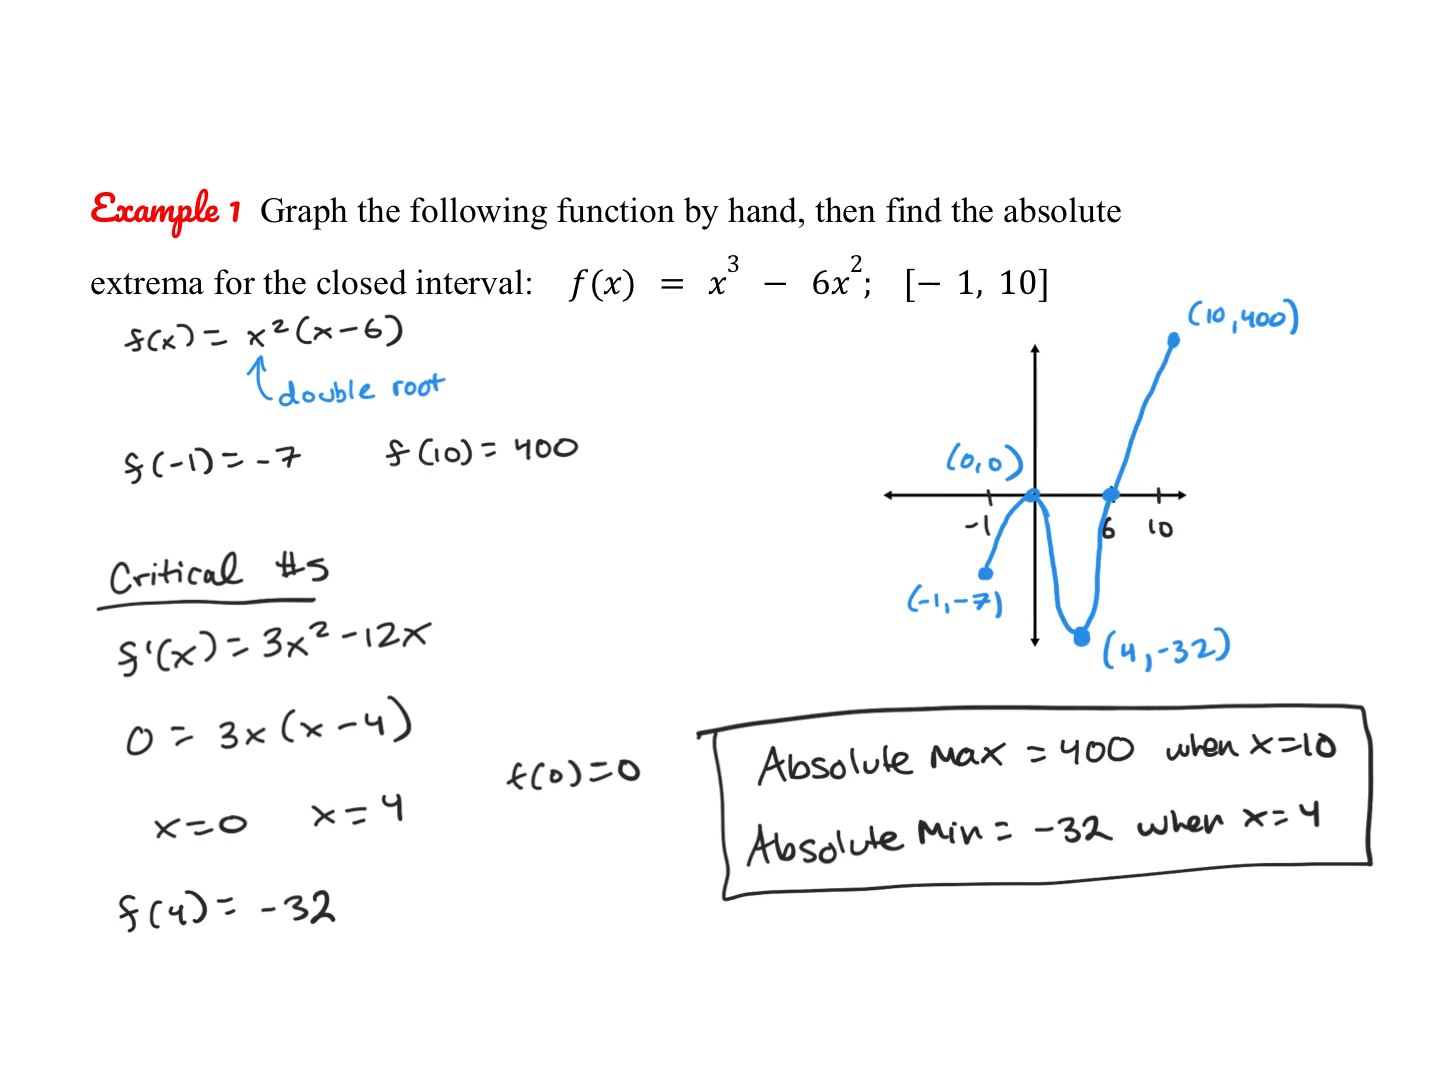 Example 1 Graph the following function by hand, then find the absolute
extrema for the closed interval: f(x) = x³ − 6x²; [− 1, 10]
f(x) = x²(x−6)
double root
f(-1) = -7 f(10) = 400
Critical #s
f'(x) = 3x² -12x
0 = 3x(x-4)
x=0 x=4
f(0)=0
f(4) = -32
(10,400)
(0,0)
-1 6 10
(-1,-7)
(4,-32)
Absolute Max = 400 when x=10
Absolute Min = -32 when x=4